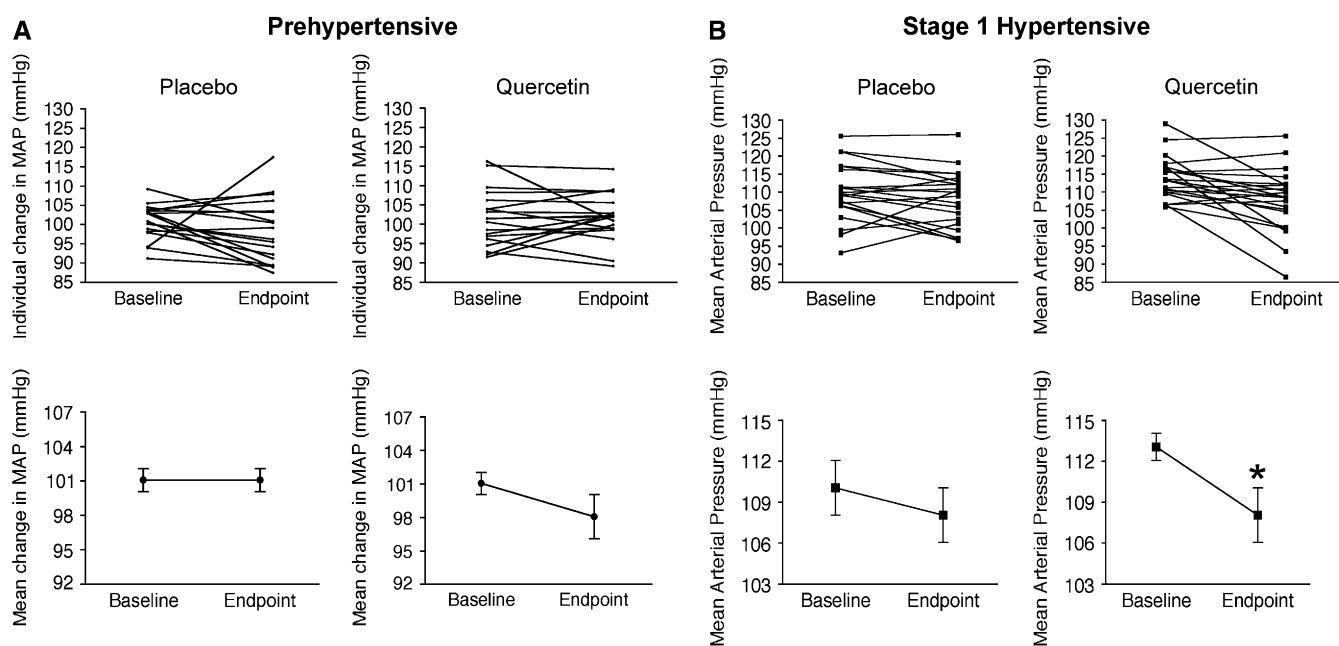 A
Prehypertensive
B
Stage 1 Hypertensive
Placebo
Individual change in MAP (mmHg)
130
125
120
115
110
105
100
95
90
85
Baseline
Endpoint
Quercetin
Individual change in MAP (mmHg)
130
125
120
115
110
105
100
95
90
85
Baseline
Endpoint
Placebo
Mean Arterial Pressure (mmHg)
130
125
120
115
110
105
100
95
90
85
Baseline
Endpoint
Quercetin
Mean Arterial Pressure (mmHg)
130
125
120
115
110
105
100
95
90
85
Baseline
Endpoint
Mean change in MAP (mmHg)
107
104
101
98
95
92
Baseline
Endpoint
Mean change in MAP (mmHg)
107
104
101
98
95
92
Baseline
Endpoint
Mean Arterial Pressure (mmHg)
115
112
109
106
103
Baseline
Endpoint
Mean Arterial Pressure (mmHg)
115
112
109
106
103
*
Baseline
Endpoint